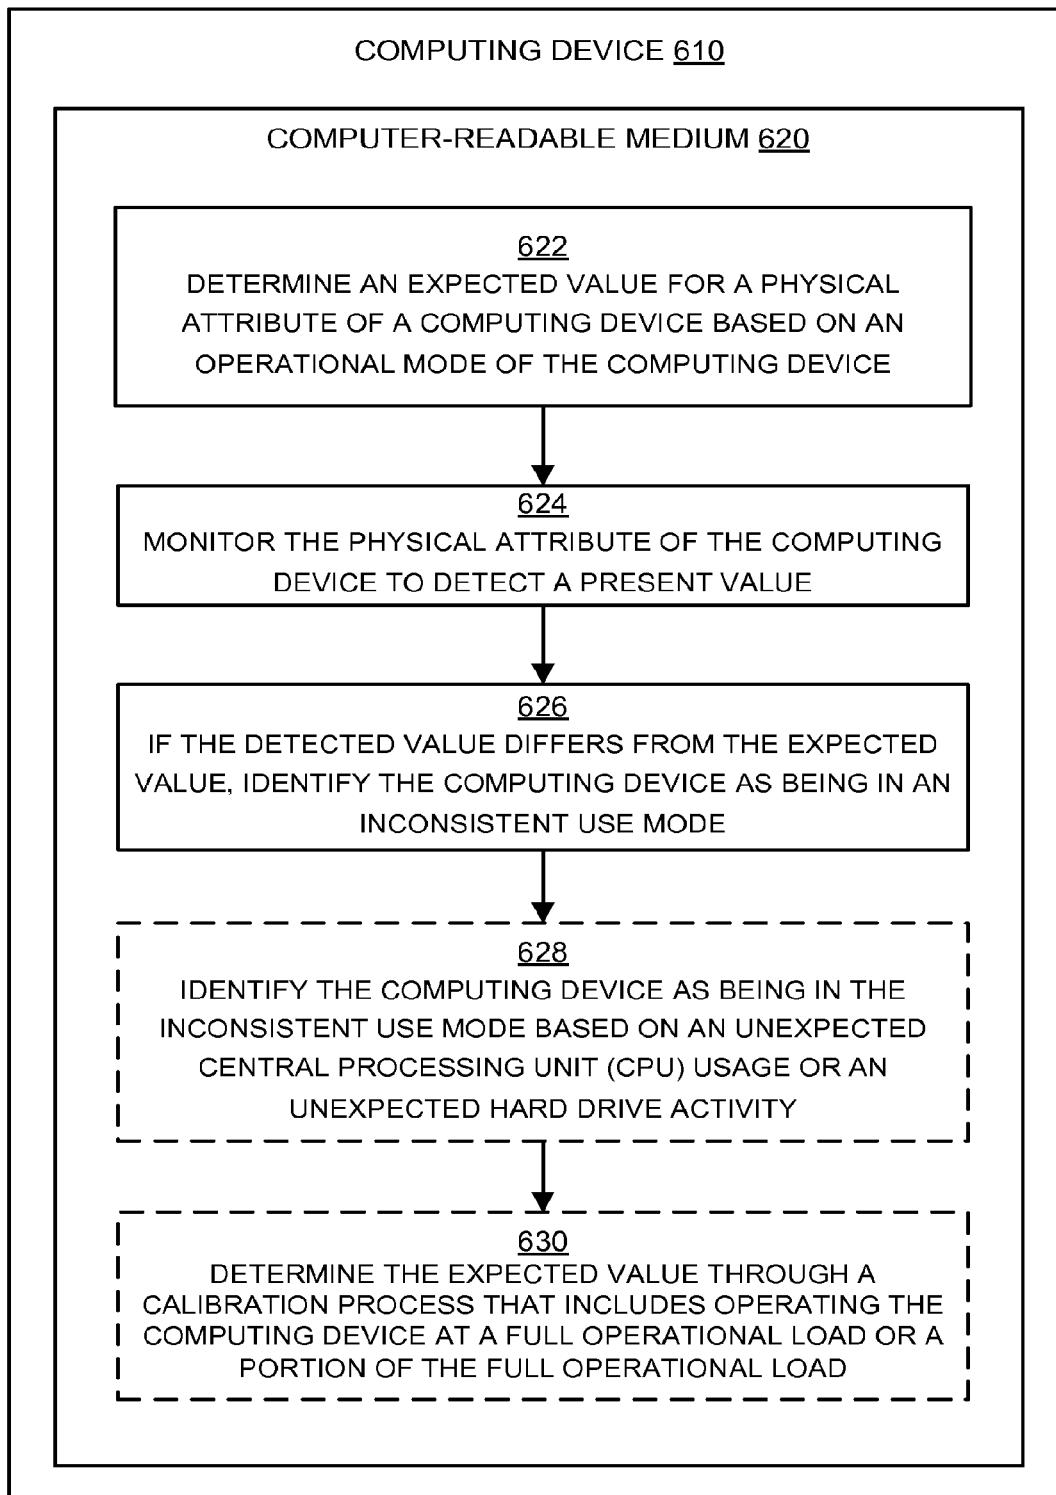 COMPUTING DEVICE 610
COMPUTER-READABLE MEDIUM 620
622
DETERMINE AN EXPECTED VALUE FOR A PHYSICAL
ATTRIBUTE OF A COMPUTING DEVICE BASED ON AN
OPERATIONAL MODE OF THE COMPUTING DEVICE
624
MONITOR THE PHYSICAL ATTRIBUTE OF THE COMPUTING
DEVICE TO DETECT A PRESENT VALUE
626
IF THE DETECTED VALUE DIFFERS FROM THE EXPECTED
VALUE, IDENTIFY THE COMPUTING DEVICE AS BEING IN AN
INCONSISTENT USE MODE
628
IDENTIFY THE COMPUTING DEVICE AS BEING IN THE
INCONSISTENT USE MODE BASED ON AN UNEXPECTED
CENTRAL PROCESSING UNIT (CPU) USAGE OR AN
UNEXPECTED HARD DRIVE ACTIVITY
630
DETERMINE THE EXPECTED VALUE THROUGH A
CALIBRATION PROCESS THAT INCLUDES OPERATING THE
COMPUTING DEVICE AT A FULL OPERATIONAL LOAD OR A
PORTION OF THE FULL OPERATIONAL LOAD